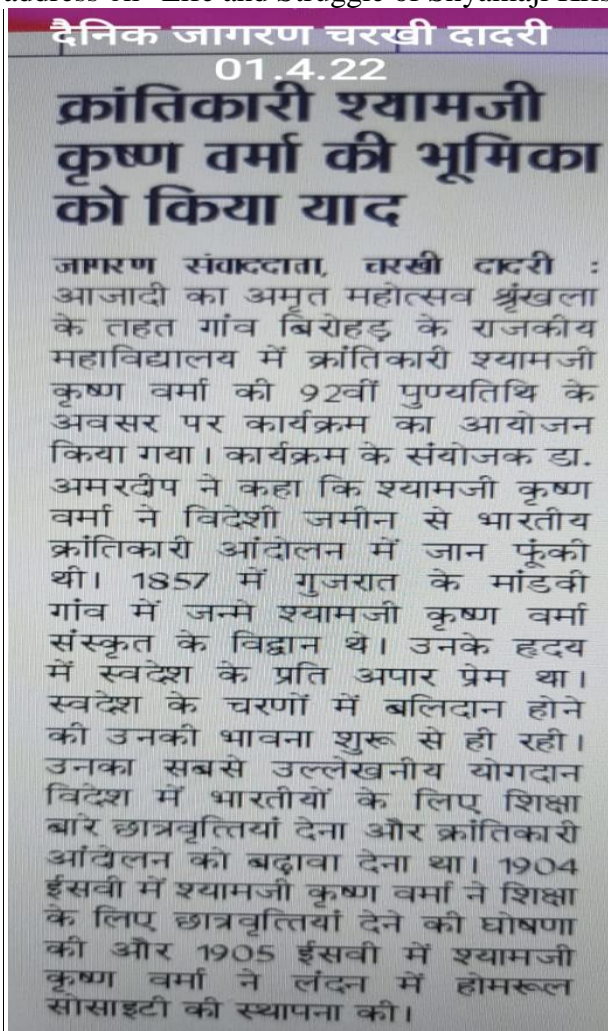 दैनिक जागरण चरखी दादरी
01.4.22
क्रांतिकारी श्यामजी
कृष्ण वर्मा की भूमिका
को किया याद
जागरण संवाददाता, चरखी दादरी :
आजादी का अमृत महोत्सव श्रृंखला
के तहत गांव बिरोहड़ के राजकीय
महाविद्यालय में क्रांतिकारी श्यामजी
कृष्ण वर्मा की 92वीं पुण्यतिथि के
अवसर पर कार्यक्रम का आयोजन
किया गया। कार्यक्रम के संयोजक डा.
अमरदीप ने कहा कि श्यामजी कृष्ण
वर्मा ने विदेशी जमीन से भारतीय
क्रांतिकारी आंदोलन में जान फूंकी
थी। 1857 में गुजरात के मांडवी
गांव में जन्मे श्यामजी कृष्ण वर्मा
संस्कृत के विद्वान थे। उनके हृदय
में स्वदेश के प्रति अपार प्रेम था।
स्वदेश के चरणों में बलिदान होने
की उनकी भावना शुरू से ही रही।
उनका सबसे उल्लेखनीय योगदान
विदेश में भारतीयों के लिए शिक्षा
बारे छात्रवृत्तियां देना और क्रांतिकारी
आंदोलन को बढ़ावा देना था। 1904
ईसवी में श्यामजी कृष्ण वर्मा ने शिक्षा
के लिए छात्रवृत्तियां देने की घोषणा
की और 1905 ईसवी में श्यामजी
कृष्ण वर्मा ने लंदन में होमरूल
सोसाइटी की स्थापना की।